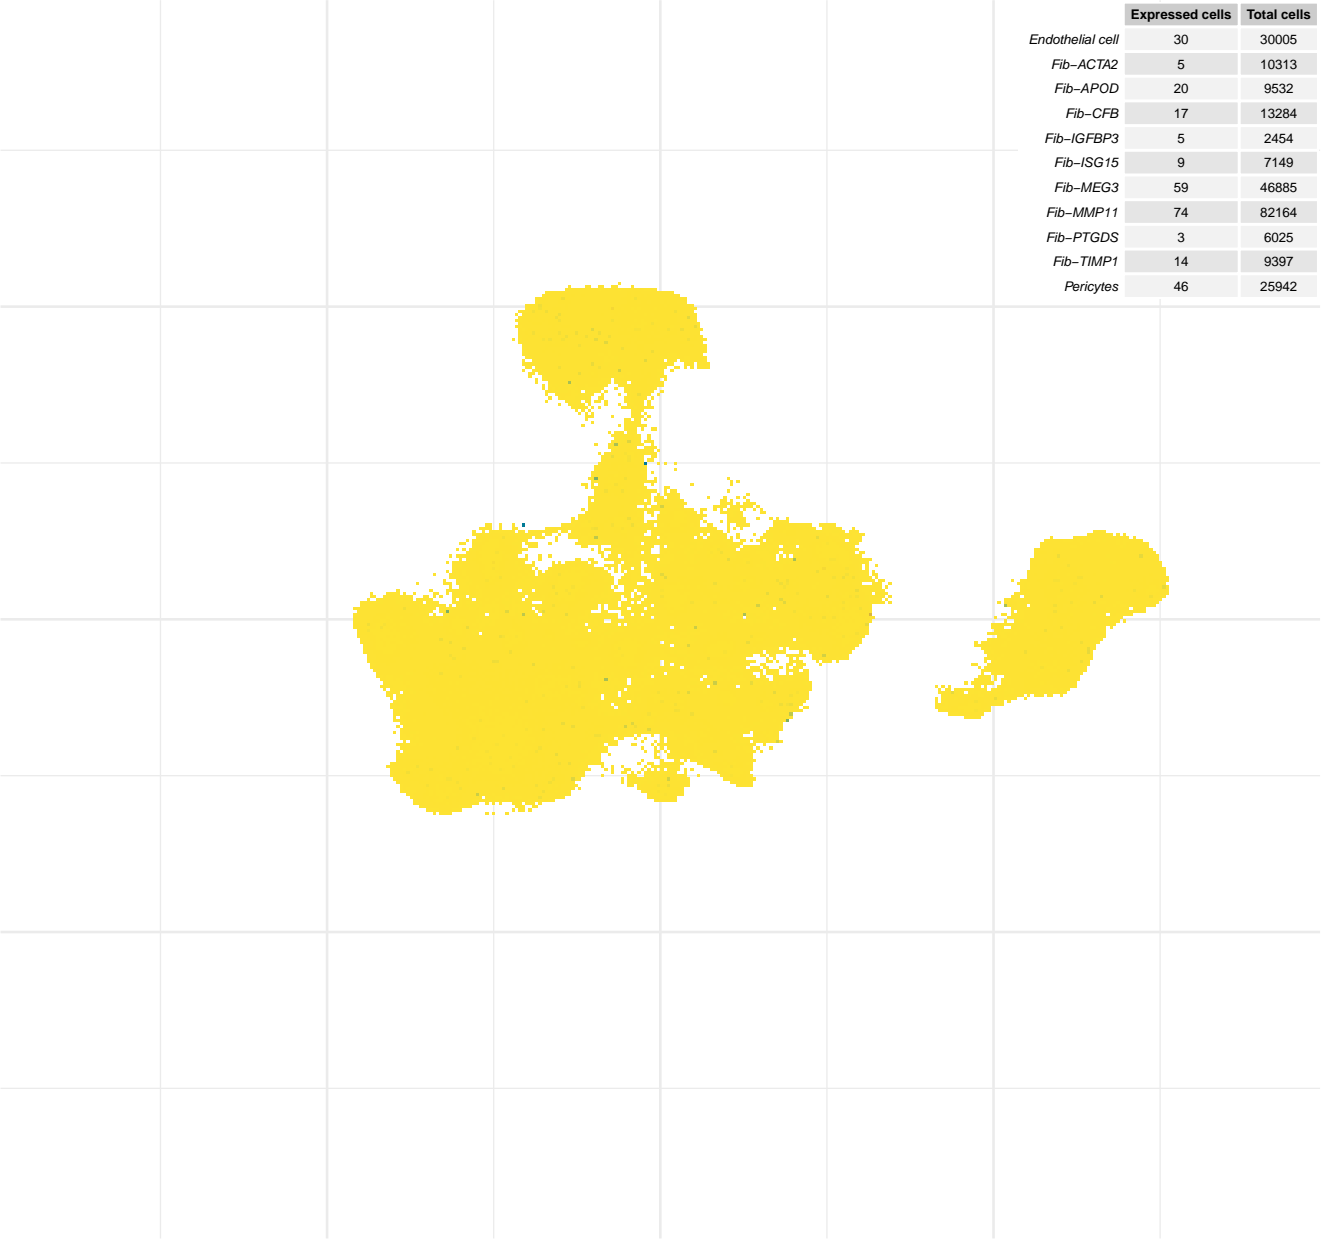 Expressed cells Total cells
Endothelial cell 30 30005
Fib−ACTA2 5 10313
Fib−APOD 20 9532
Fib−CFB 17 13284
Fib−IGFBP3 5 2454
Fib−ISG15 9 7149
Fib−MEG3 59 46885
Fib−MMP11 74 82164
Fib−PTGDS 3 6025
Fib−TIMP1 14 9397
Pericytes 46 25942